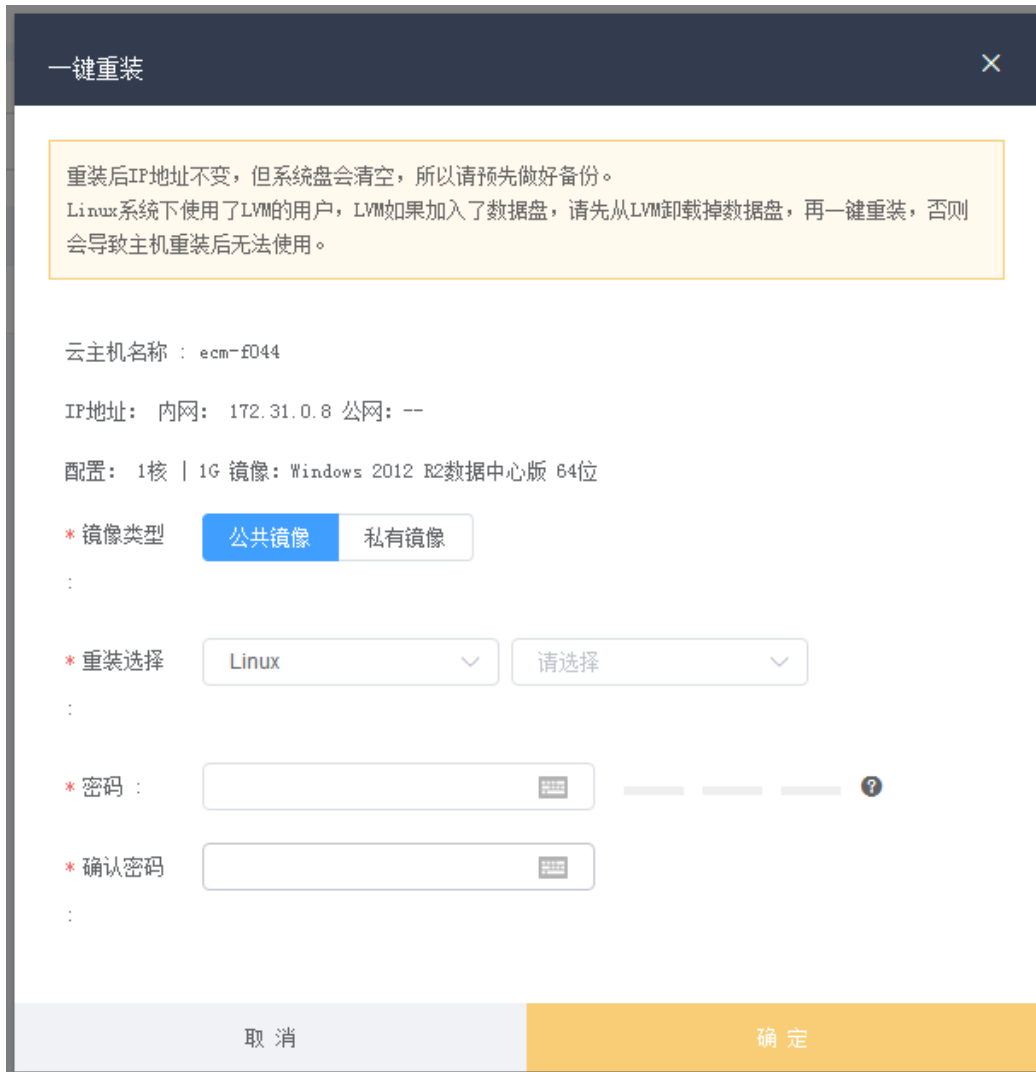 一键重装
重装后IP地址不变，但系统盘会清空，所以请预先做好备份。
Linux系统下使用了LVM的用户，LVM如果加入了数据盘，请先从LVM卸载掉数据盘，再一键重装，否则
会导致主机重装后无法使用。
云主机名称 : ecm-f044
IP地址: 内网: 172.31.0.8 公网: --
配置: 1核 | 1G 镜像: Windows 2012 R2数据中心版 64位
* 镜像类型 公共镜像 私有镜像
:
* 重装选择 Linux 请选择
:
* 密码 : ?
* 确认密码
:
取 消 确 定